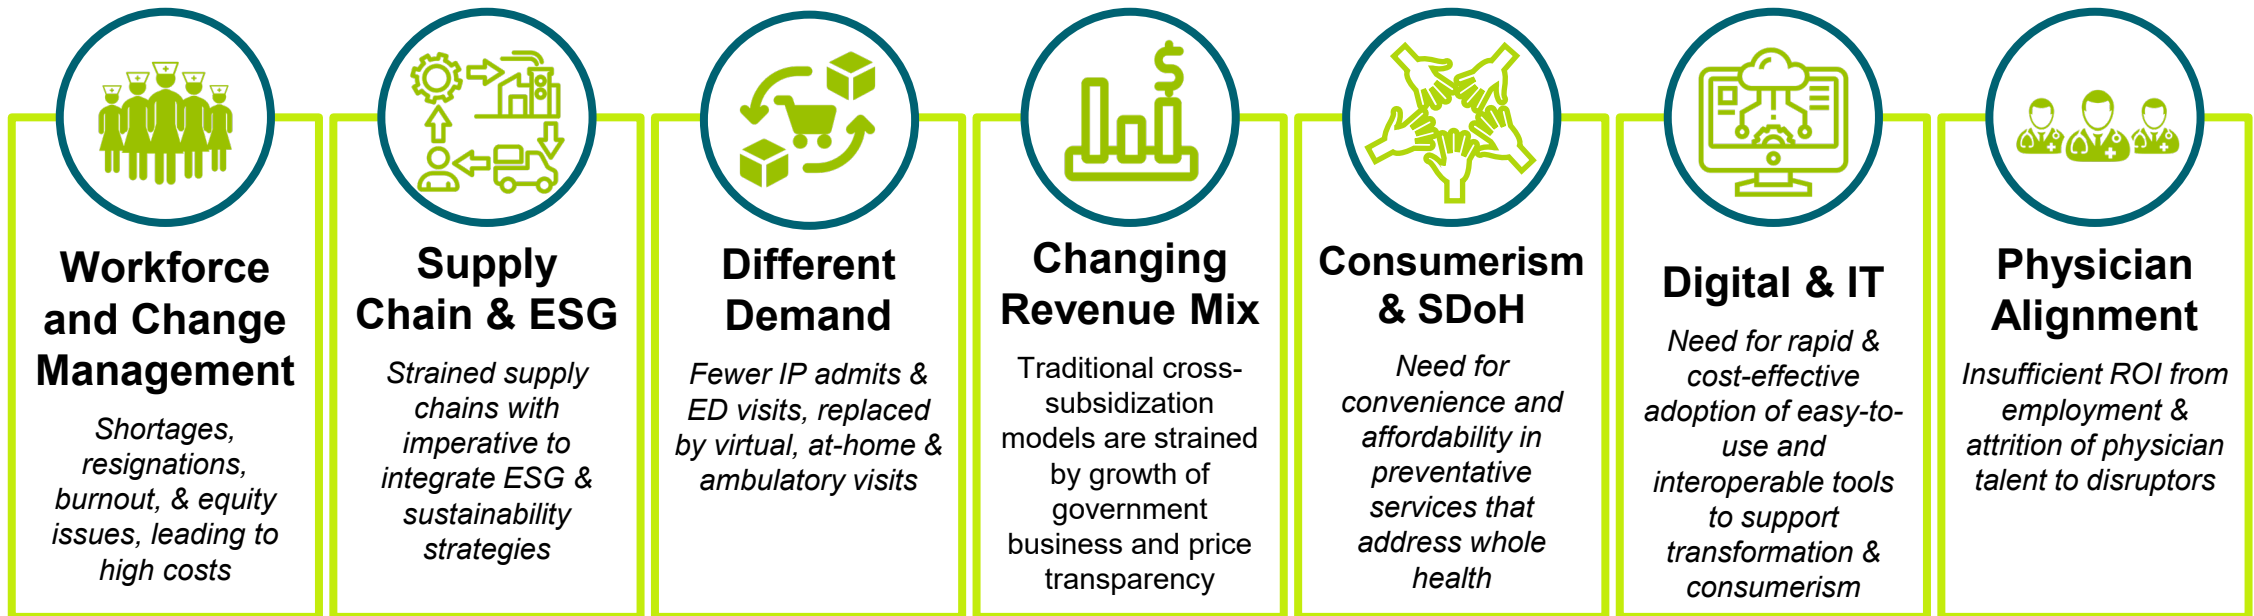 Workforce
and Change
Management
Shortages,
resignations,
burnout, & equity
issues, leading to
high costs
Supply
Chain & ESG
Strained supply
chains with
imperative to
integrate ESG &
sustainability
strategies
Different
Demand
Fewer IP admits &
ED visits, replaced
by virtual, at-home &
ambulatory visits
Changing
Revenue Mix
Traditional cross-
subsidization
models are strained
by growth of
government
business and price
transparency
Consumerism
& SDoH
Need for
convenience and
affordability in
preventative
services that
address whole
health
Digital & IT
Need for rapid &
cost-effective
adoption of easy-to-
use and
interoperable tools
to support
transformation &
consumerism
Physician
Alignment
Insufficient ROI from
employment &
attrition of physician
talent to disruptors